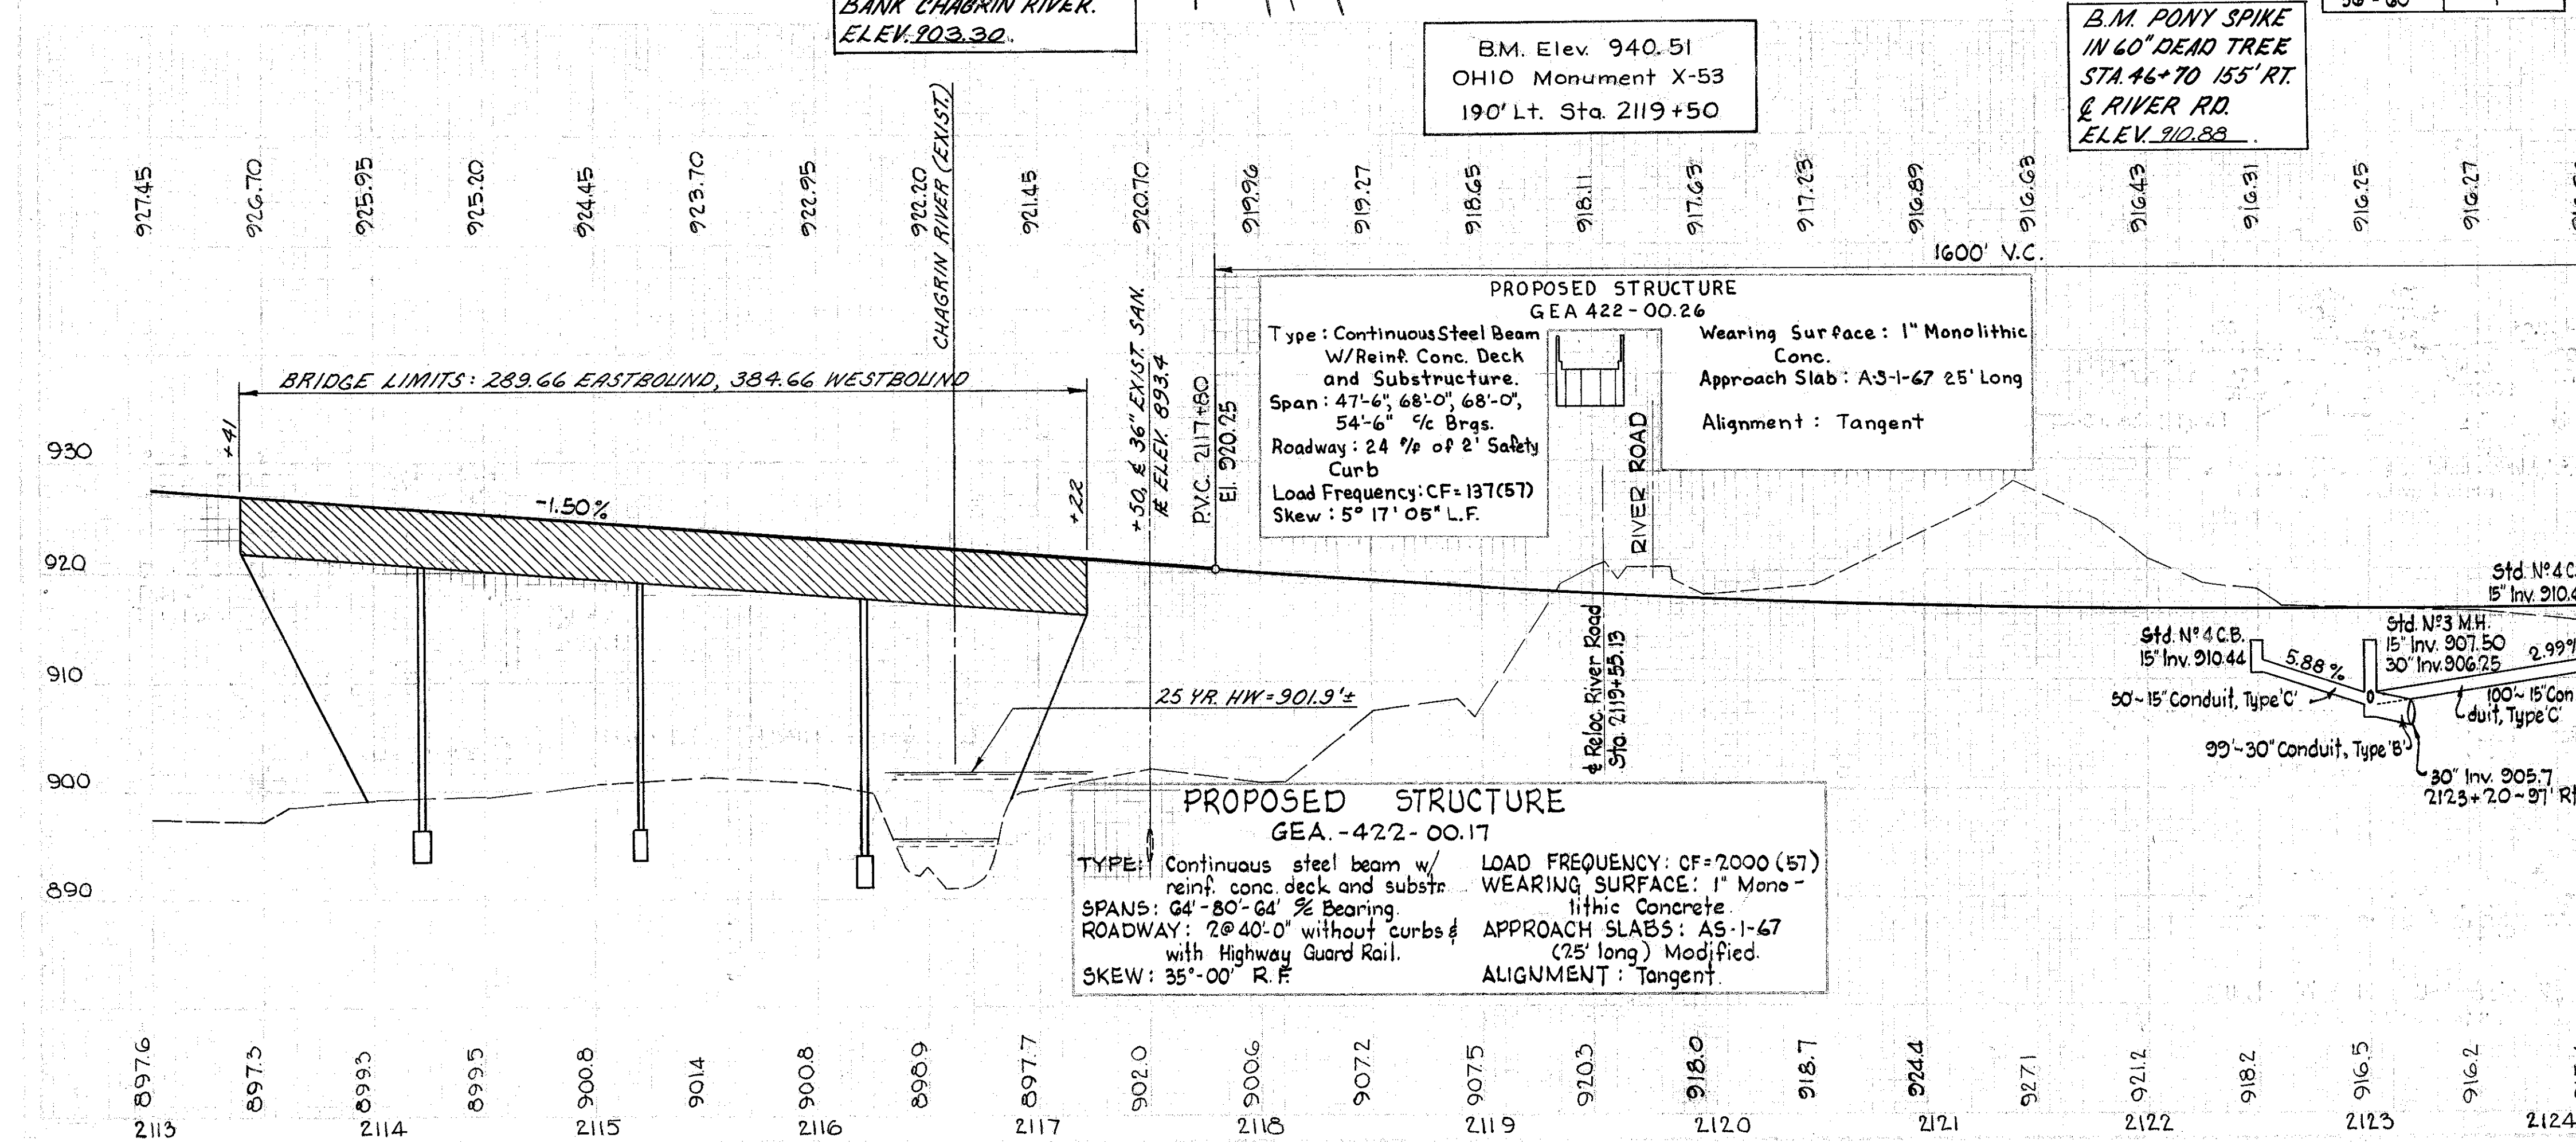 BANK CHAGRIN RIVER.
ELEV. 903.30.
B.M. Elev. 940.51
OHIO Monument X-53
190' Lt. Sta. 2119+50
B.M. PONY SPIKE
IN 60" DEAD TREE
STA. 46+70 155' RT.
℄ RIVER RD.
ELEV. 910.88.
927.45
926.70
925.95
925.20
924.45
923.70
922.95
922.20
921.45
920.70
919.96
919.27
918.65
918.11
917.63
917.23
916.89
916.63
916.43
916.31
916.25
916.27
CHAGRIN RIVER (EXIST.)
1600' V.C.
BRIDGE LIMITS: 289.66 EASTBOUND, 384.66 WESTBOUND
+41
+22
-1.50%
+50, ℄ 36" EXIST. SAN.
℄ ELEV. 893.4
P.V.C. 2117+80
El. 920.25
PROPOSED STRUCTURE
GEA 422-00.26
Type: Continuous Steel Beam
W/Reinf. Conc. Deck
and Substructure.
Span: 47'-6", 68'-0", 68'-0",
54'-6" c/c Brgs.
Roadway: 24 f/f of 2' Safety
Curb
Load Frequency: CF=137(57)
Skew: 5° 17' 05" L.F.
Wearing Surface: 1" Monolithic
Conc.
Approach Slab: A-S-1-67 25' Long
Alignment: Tangent
RIVER ROAD
℄ Reloc. River Road
Sta. 2119+55.13
930
920
910
900
890
25 YR. HW=901.9'±
Std. Nº 4 C.B.
15" Inv. 910.44
5.88%
Std. Nº 3 M.H.
15" Inv. 907.50
30" Inv. 906.25
2.99%
Std. Nº 4 C
15" Inv. 910.4
50'~15" Conduit, Type 'C'
100'~15" Con
duit, Type 'C'
99'~30" Conduit, Type 'B'
30" Inv. 905.7
2123+20~97' Rt
PROPOSED STRUCTURE
GEA.-422-00.17
TYPE: Continuous steel beam w/
reinf. conc. deck and substr.
SPANS: 64'-80'-64' c/c Bearing.
ROADWAY: 2@40'-0" without curbs &
with Highway Guard Rail.
SKEW: 35°-00' R.F.
LOAD FREQUENCY: CF=2000(57)
WEARING SURFACE: 1" Mono-
lithic Concrete.
APPROACH SLABS: AS-1-67
(25' long) Modified.
ALIGNMENT: Tangent.
897.6
897.3
899.3
899.5
900.8
901.4
900.8
898.9
897.7
902.0
900.6
907.2
907.5
920.3
918.0
918.7
924.4
927.1
921.2
918.2
916.5
916.2
2113
2114
2115
2116
2117
2118
2119
2120
2121
2122
2123
2124